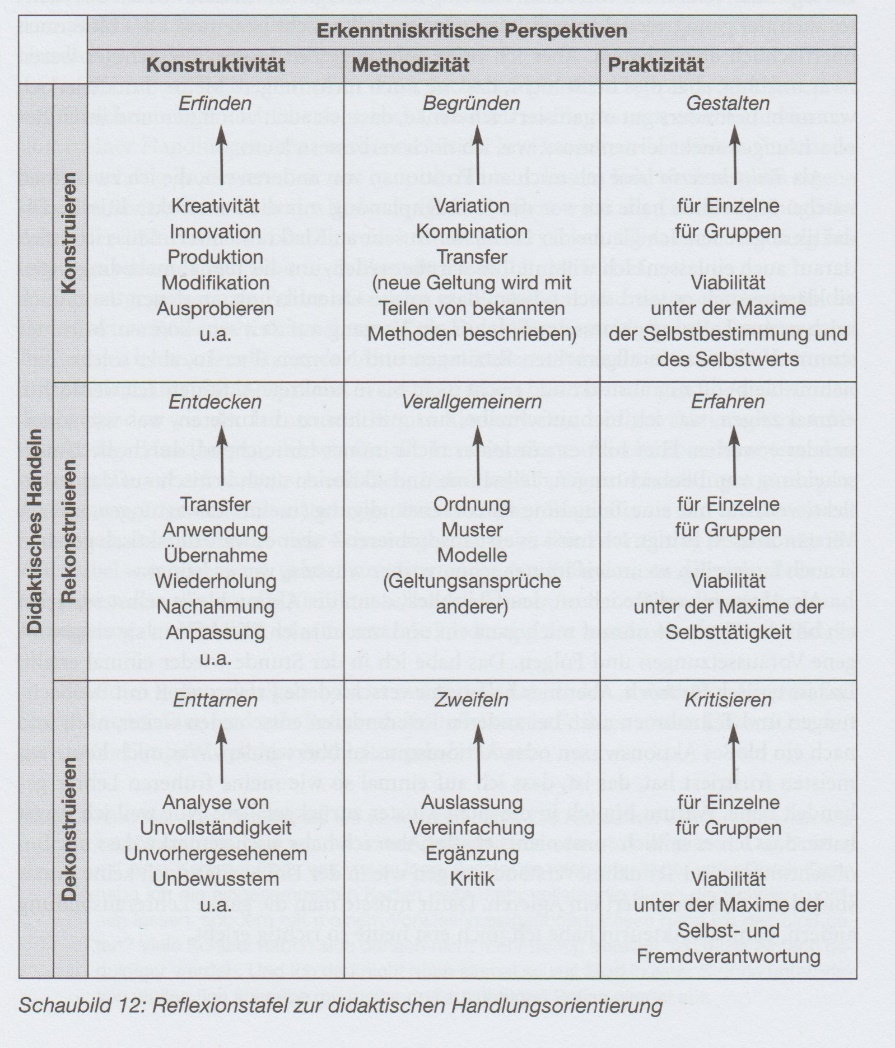 Erkenntniskritische Perspektiven
Konstruktivität
Methodizität
Praktizität
Didaktisches Handeln
Konstruieren
Erfinden
Kreativität
Innovation
Produktion
Modifikation
Ausprobieren
u.a.
Begründen
Variation
Kombination
Transfer
(neue Geltung wird mit
Teilen von bekannten
Methoden beschrieben)
Gestalten
für Einzelne
für Gruppen
Viabilität
unter der Maxime
der Selbstbestimmung und
des Selbstwerts
Rekonstruieren
Entdecken
Transfer
Anwendung
Übernahme
Wiederholung
Nachahmung
Anpassung
u.a.
Verallgemeinern
Ordnung
Muster
Modelle
(Geltungsansprüche
anderer)
Erfahren
für Einzelne
für Gruppen
Viabilität
unter der Maxime der
Selbsttätigkeit
Dekonstruieren
Enttarnen
Analyse von
Unvollständigkeit
Unvorhergesehenem
Unbewusstem
u.a.
Zweifeln
Auslassung
Vereinfachung
Ergänzung
Kritik
Kritisieren
für Einzelne
für Gruppen
Viabilität
unter der Maxime der
Selbst- und
Fremdverantwortung
Schaubild 12: Reflexionstafel zur didaktischen Handlungsorientierung